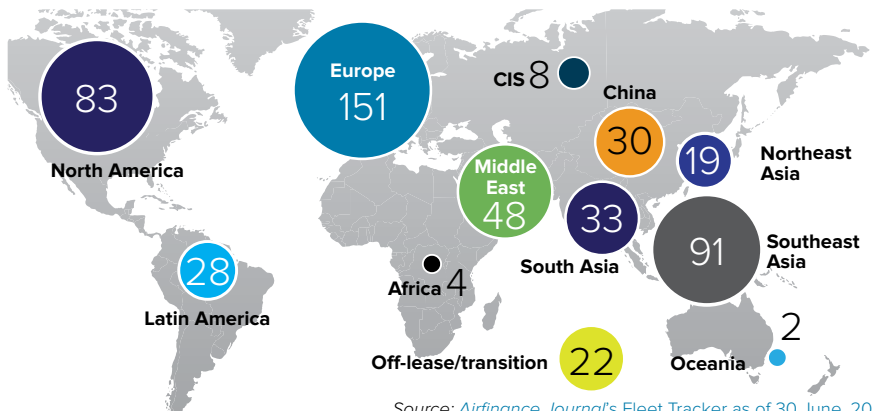 83
North America
Europe
151
CIS 8
China
30
19
Northeast
Asia
Middle
East
48
33
South Asia
91
Southeast
Asia
28
Latin America
Africa 4
Off-lease/transition
22
2
Oceania
Source: Airfinance Journal's Fleet Tracker as of 30 June,